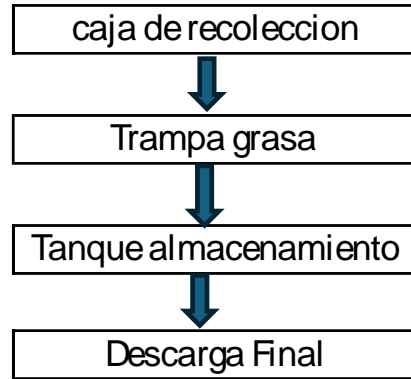 caja de recoleccion
Trampa grasa
Tanque almacenamiento
Descarga Final